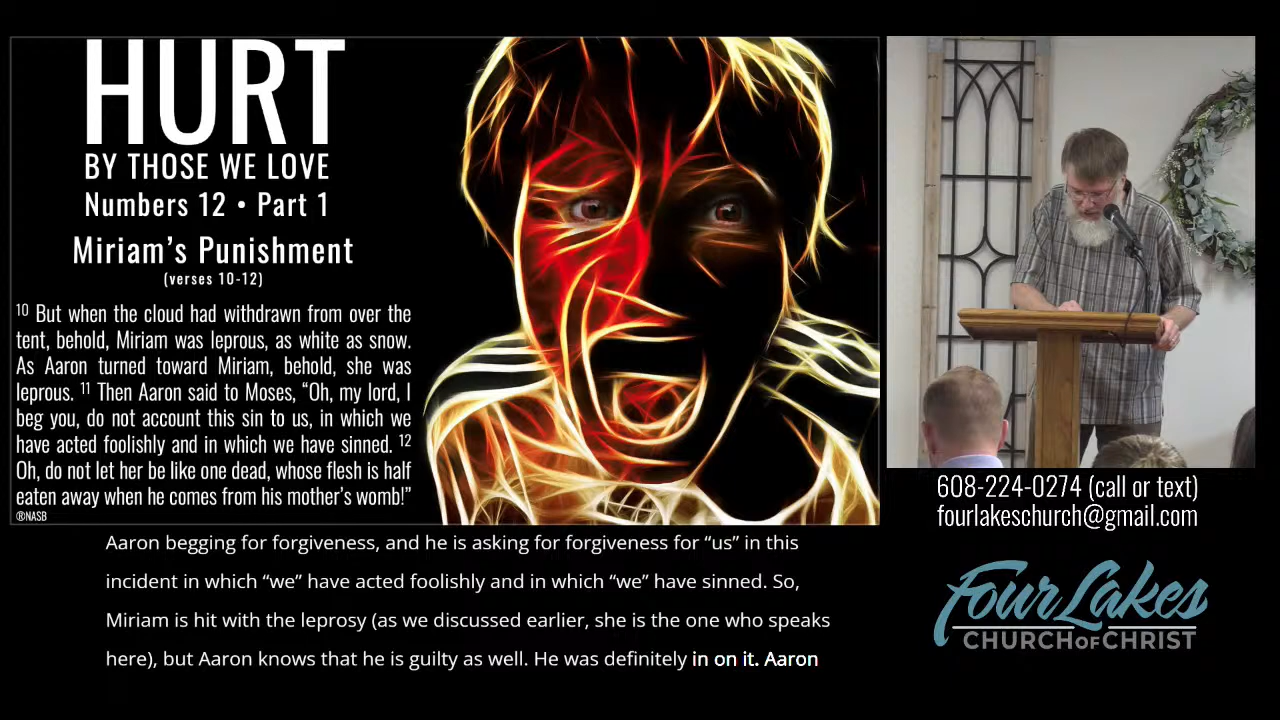 HURT
BY THOSE WE LOVE
Numbers 12 • Part 1
Miriam’s Punishment
(verses 10-12)
10 But when the cloud had withdrawn from over the
tent, behold, Miriam was leprous, as white as snow.
As Aaron turned toward Miriam, behold, she was
leprous. 11 Then Aaron said to Moses, “Oh, my lord, I
beg you, do not account this sin to us, in which we
have acted foolishly and in which we have sinned. 12
Oh, do not let her be like one dead, whose flesh is half
eaten away when he comes from his mother's womb!”
®NASB
Aaron begging for forgiveness, and he is asking for forgiveness for “us” in this
incident in which “we” have acted foolishly and in which “we” have sinned. So,
Miriam is hit with the leprosy (as we discussed earlier, she is the one who speaks
here), but Aaron knows that he is guilty as well. He was definitely in on it. Aaron
608-224-0274 (call or text)
fourlakeschurch@gmail.com
Four Lakes
CHURCH OF CHRIST